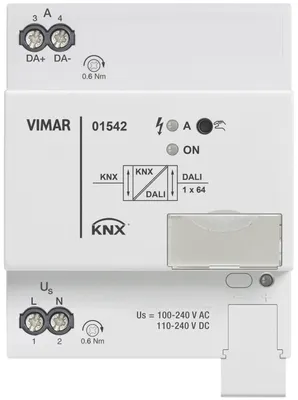 A
3 4
DA+ DA-
0.6 Nm
VIMAR 01542
A
ON
KNX KNX DALI
DALI 1 x 64
KNX
Us
L N
1 2
0.6 Nm
Us = 100-240 V AC
110-240 V DC